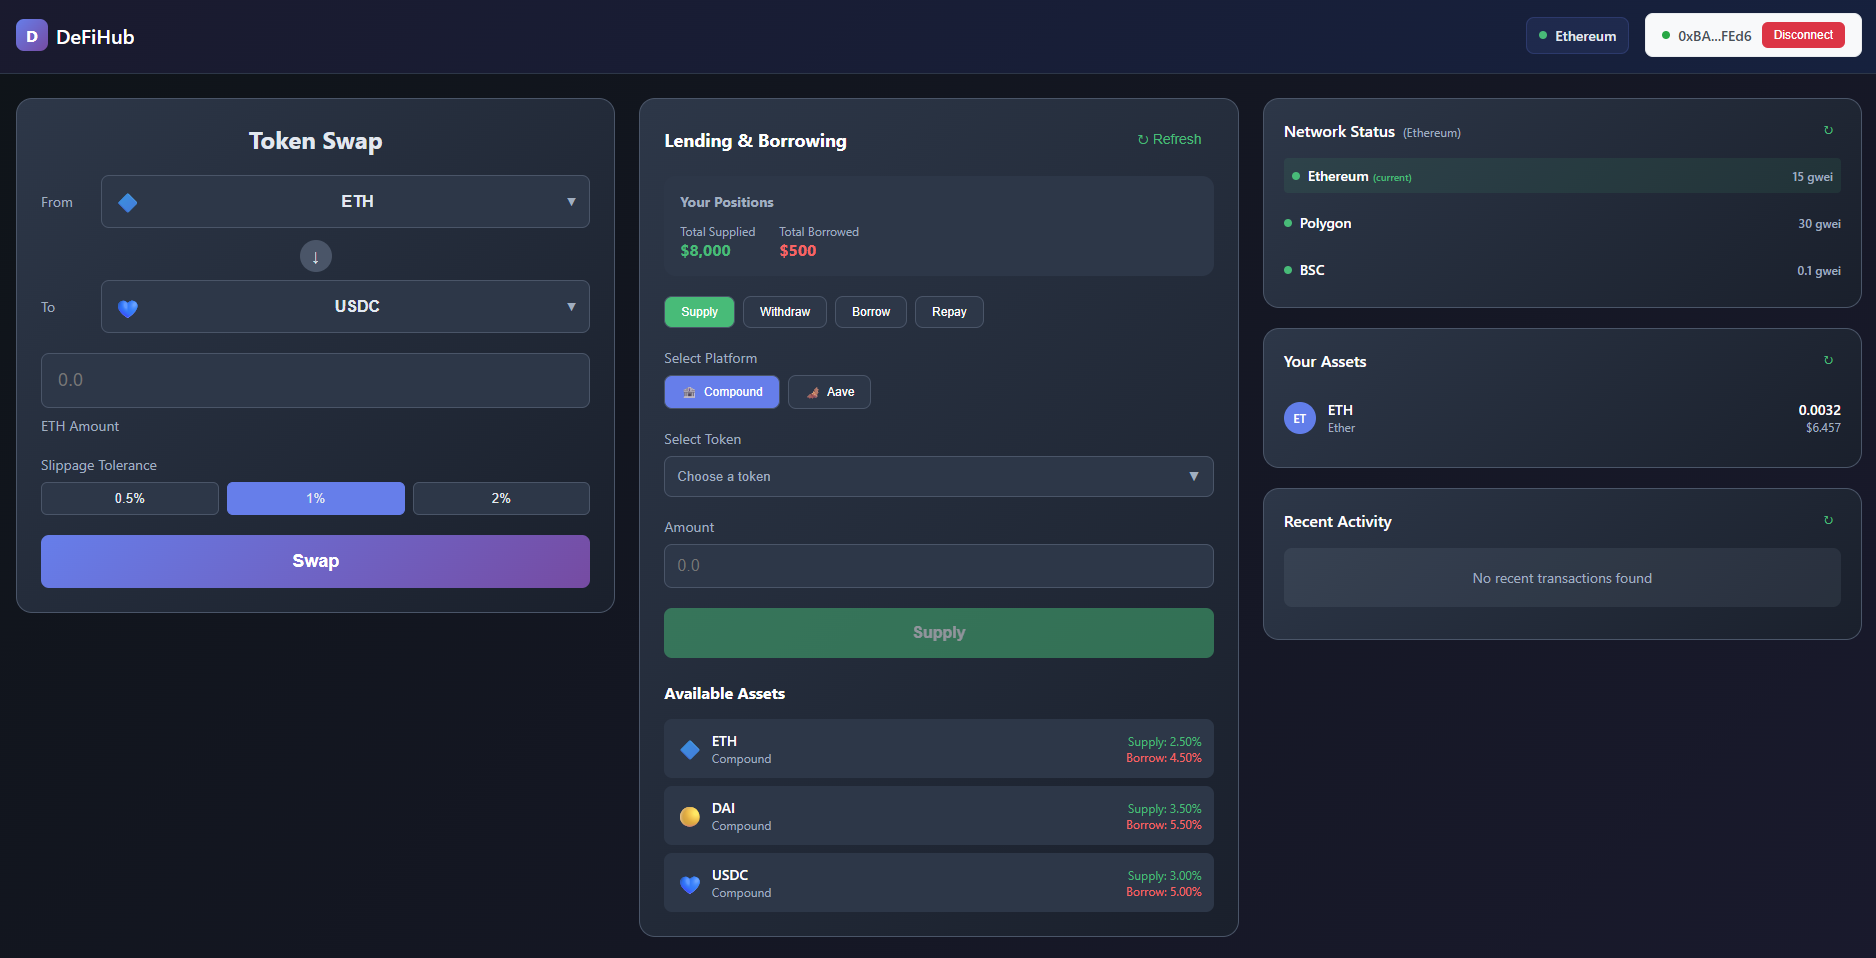 D DeFiHub
Ethereum
0xBA...FEd6 Disconnect
Token Swap
From ETH ▼
↓
To USDC ▼
0.0
ETH Amount
Slippage Tolerance
0.5% 1% 2%
Swap
Lending & Borrowing ↻ Refresh
Your Positions
Total Supplied Total Borrowed
$8,000 $500
Supply Withdraw Borrow Repay
Select Platform
Compound Aave
Select Token
Choose a token ▼
Amount
0.0
Supply
Available Assets
ETH Supply: 2.50%
Compound Borrow: 4.50%
DAI Supply: 3.50%
Compound Borrow: 5.50%
USDC Supply: 3.00%
Compound Borrow: 5.00%
Network Status (Ethereum) ↻
Ethereum (current) 15 gwei
Polygon 30 gwei
BSC 0.1 gwei
Your Assets ↻
ET ETH 0.0032
Ether $6.457
Recent Activity ↻
No recent transactions found